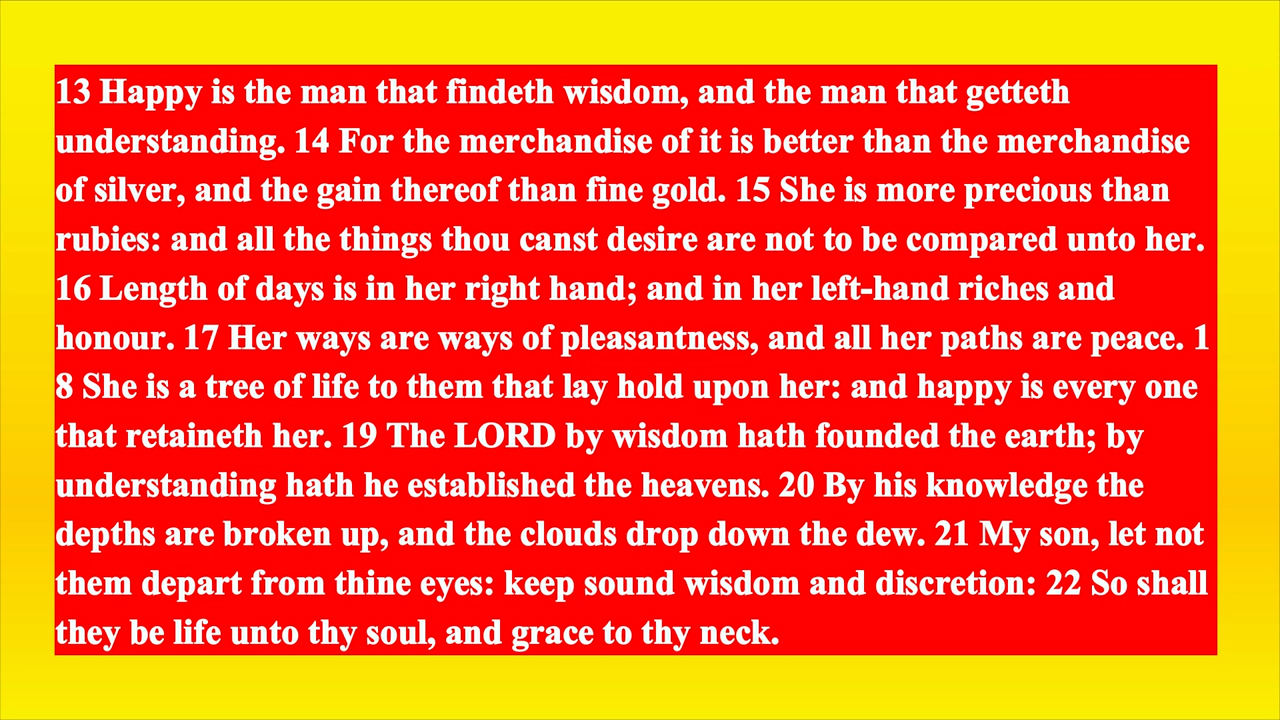 13 Happy is the man that findeth wisdom, and the man that getteth
understanding. 14 For the merchandise of it is better than the merchandise
of silver, and the gain thereof than fine gold. 15 She is more precious than
rubies: and all the things thou canst desire are not to be compared unto her.
16 Length of days is in her right hand; and in her left-hand riches and
honour. 17 Her ways are ways of pleasantness, and all her paths are peace. 1
8 She is a tree of life to them that lay hold upon her: and happy is every one
that retaineth her. 19 The LORD by wisdom hath founded the earth; by
understanding hath he established the heavens. 20 By his knowledge the
depths are broken up, and the clouds drop down the dew. 21 My son, let not
them depart from thine eyes: keep sound wisdom and discretion: 22 So shall
they be life unto thy soul, and grace to thy neck.